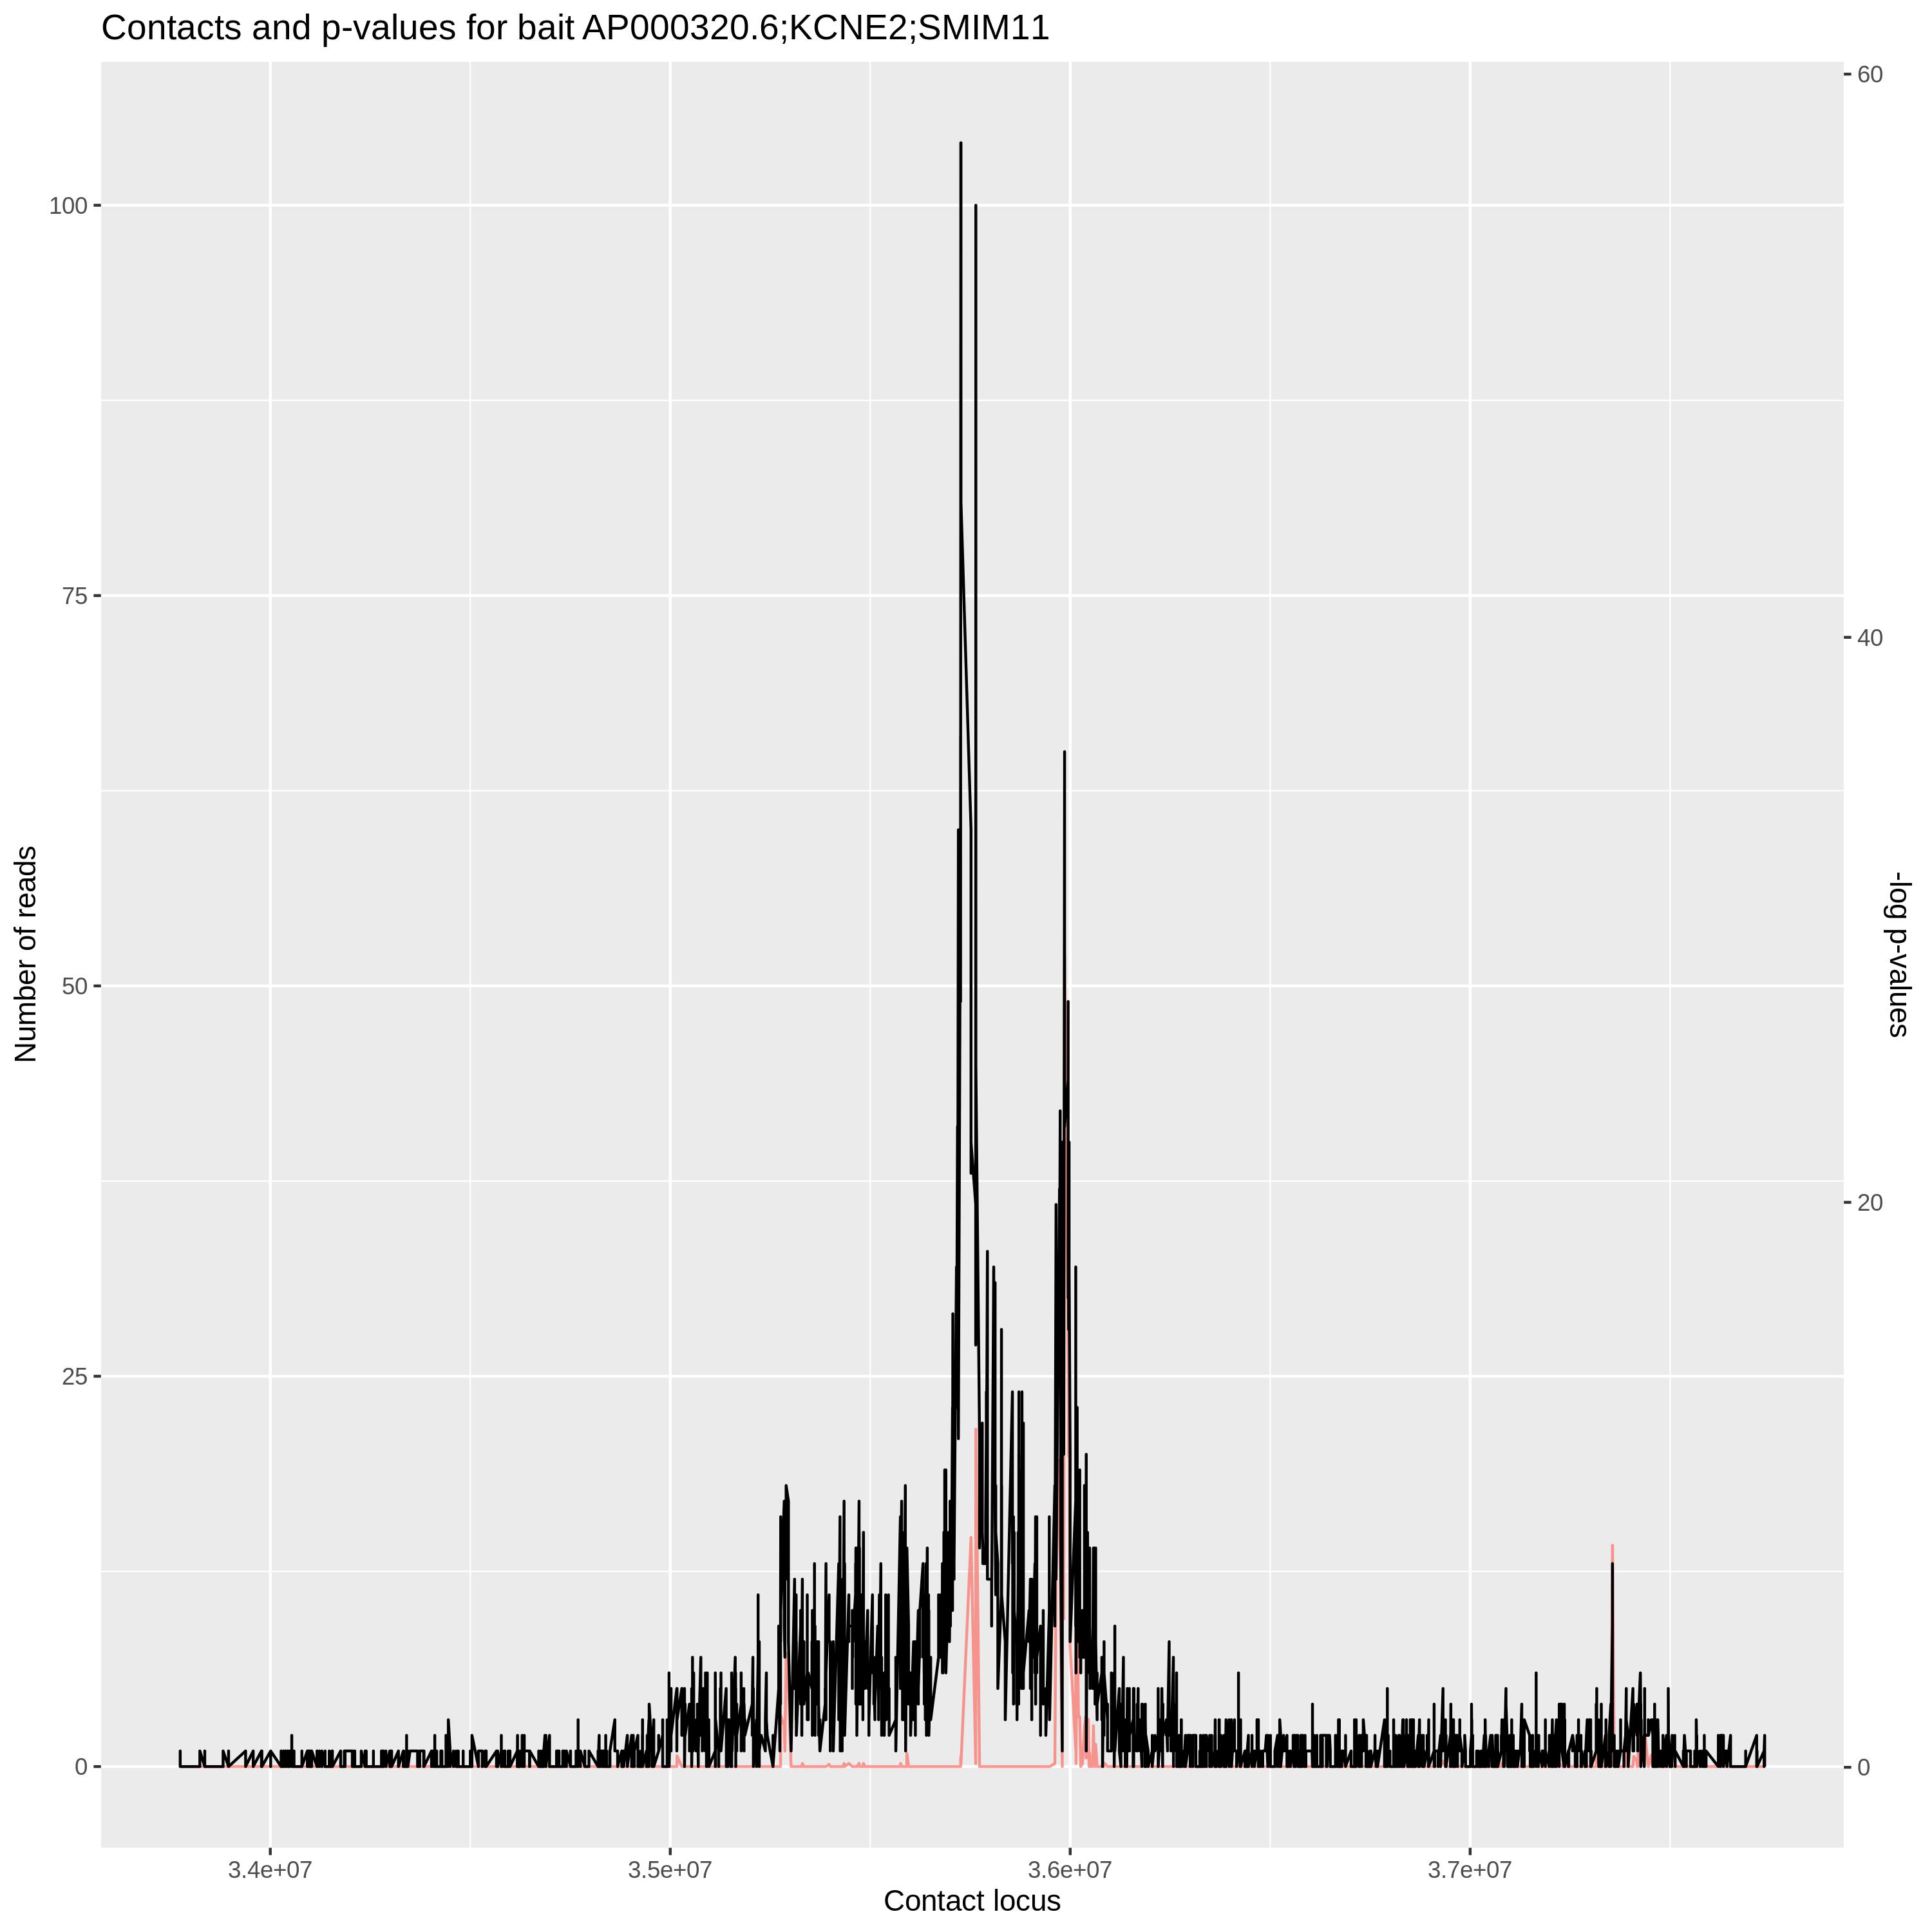 Contacts and p-values for bait AP000320.6;KCNE2;SMIM11
60
100
75
40
Number of reads
-log p-values
50
20
25
0
0
3.4e+07
3.5e+07
3.6e+07
3.7e+07
Contact locus